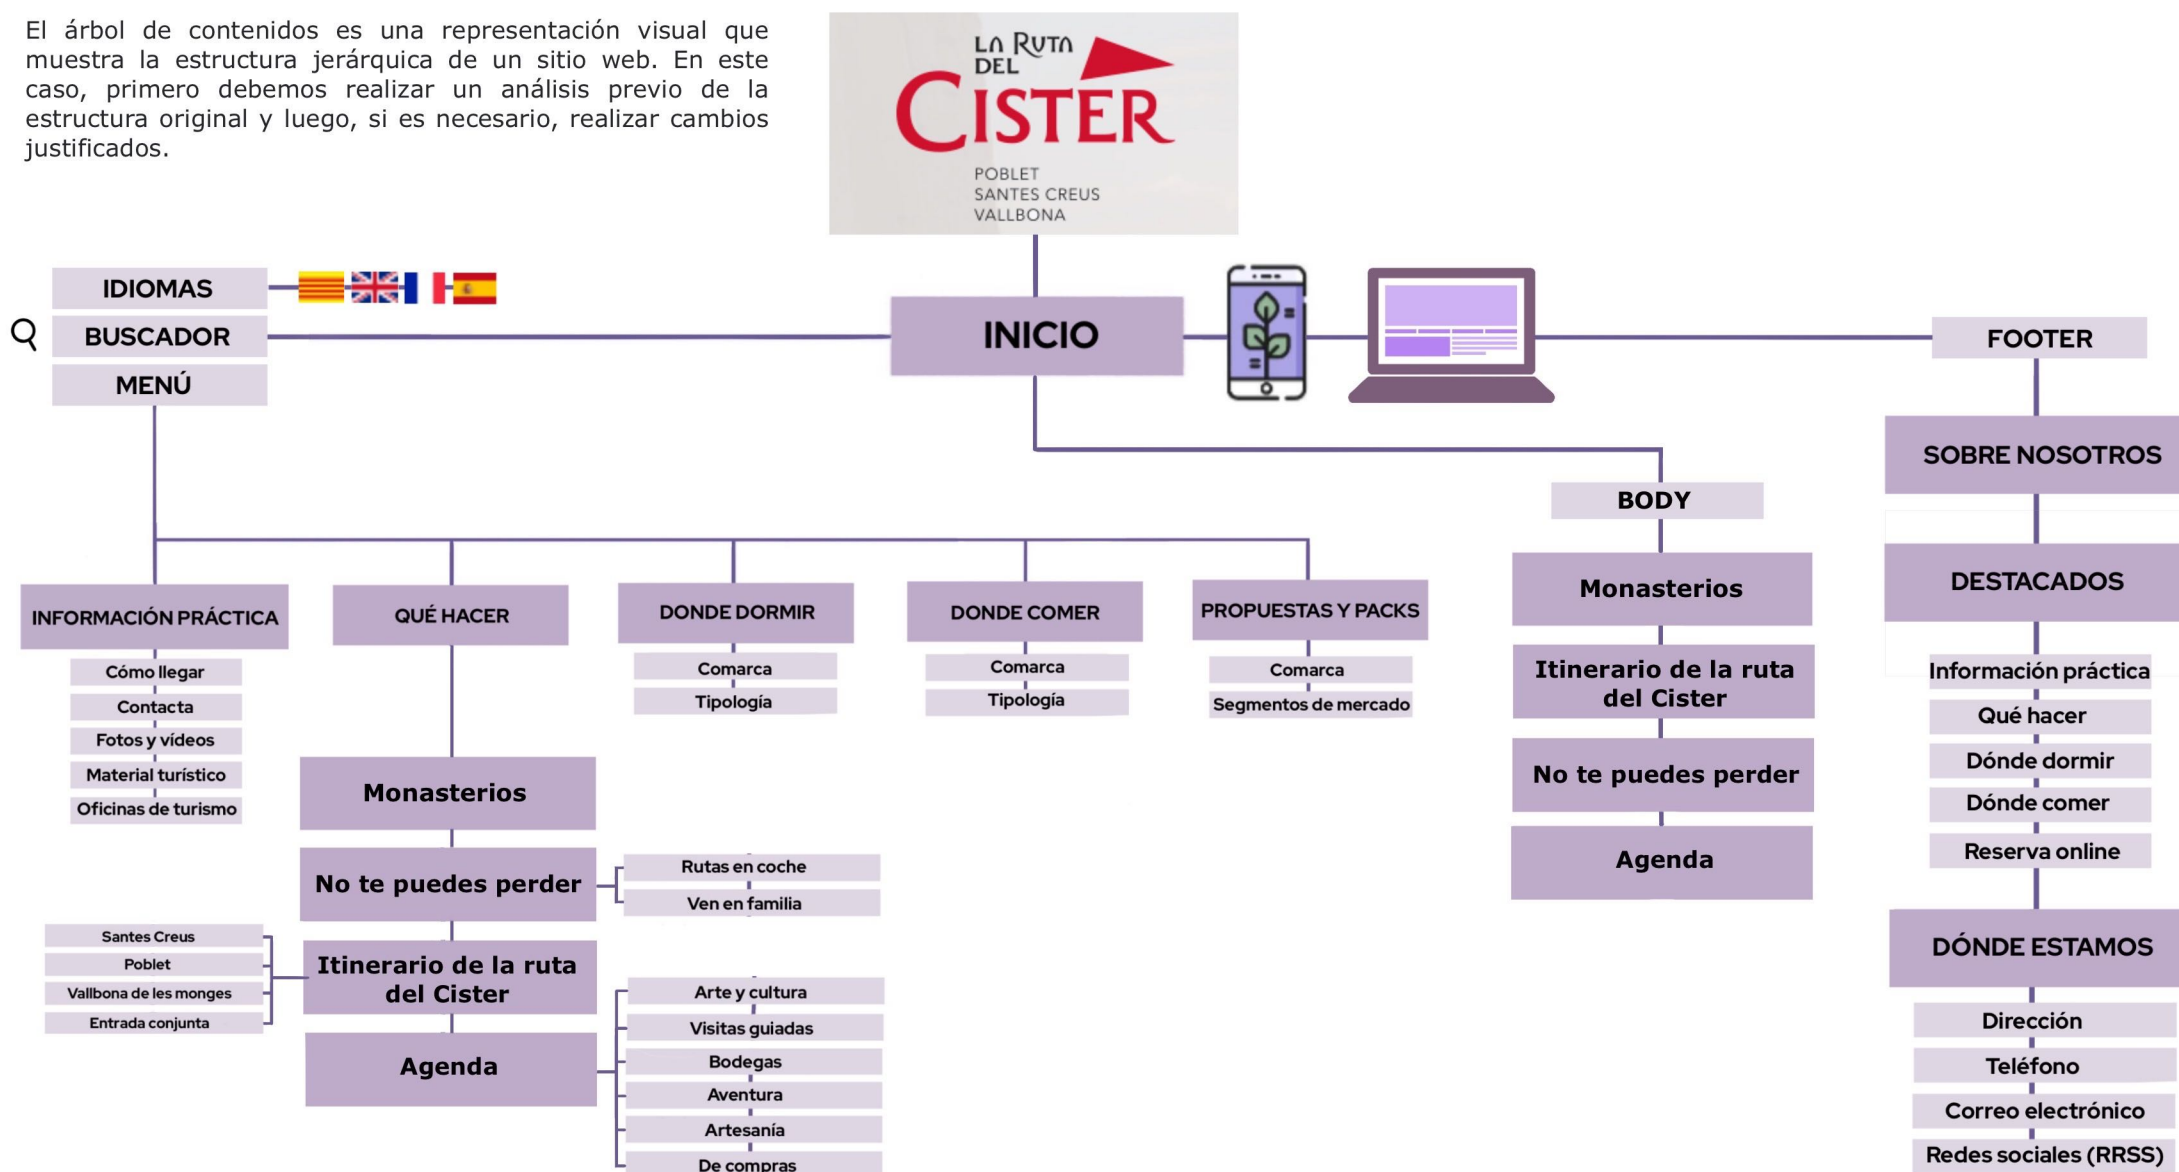 El árbol de contenidos es una representación visual que
muestra la estructura jerárquica de un sitio web. En este
caso, primero debemos realizar un análisis previo de la
estructura original y luego, si es necesario, realizar cambios
justificados.
LA RUTA
DEL
CISTER
POBLET
SANTES CREUS
VALLBONA
IDIOMAS
BUSCADOR
MENÚ
INICIO
FOOTER
INFORMACIÓN PRÁCTICA
Cómo llegar
Contacta
Fotos y vídeos
Material turístico
Oficinas de turismo
QUÉ HACER
Monasterios
No te puedes perder
Rutas en coche
Ven en familia
Itinerario de la ruta
del Cister
Santes Creus
Poblet
Vallbona de les monges
Entrada conjunta
Agenda
Arte y cultura
Visitas guiadas
Bodegas
Aventura
Artesanía
De compras
DONDE DORMIR
Comarca
Tipología
DONDE COMER
Comarca
Tipología
PROPUESTAS Y PACKS
Comarca
Segmentos de mercado
BODY
Monasterios
Itinerario de la ruta
del Cister
No te puedes perder
Agenda
SOBRE NOSOTROS
DESTACADOS
Información práctica
Qué hacer
Dónde dormir
Dónde comer
Reserva online
DÓNDE ESTAMOS
Dirección
Teléfono
Correo electrónico
Redes sociales (RRSS)